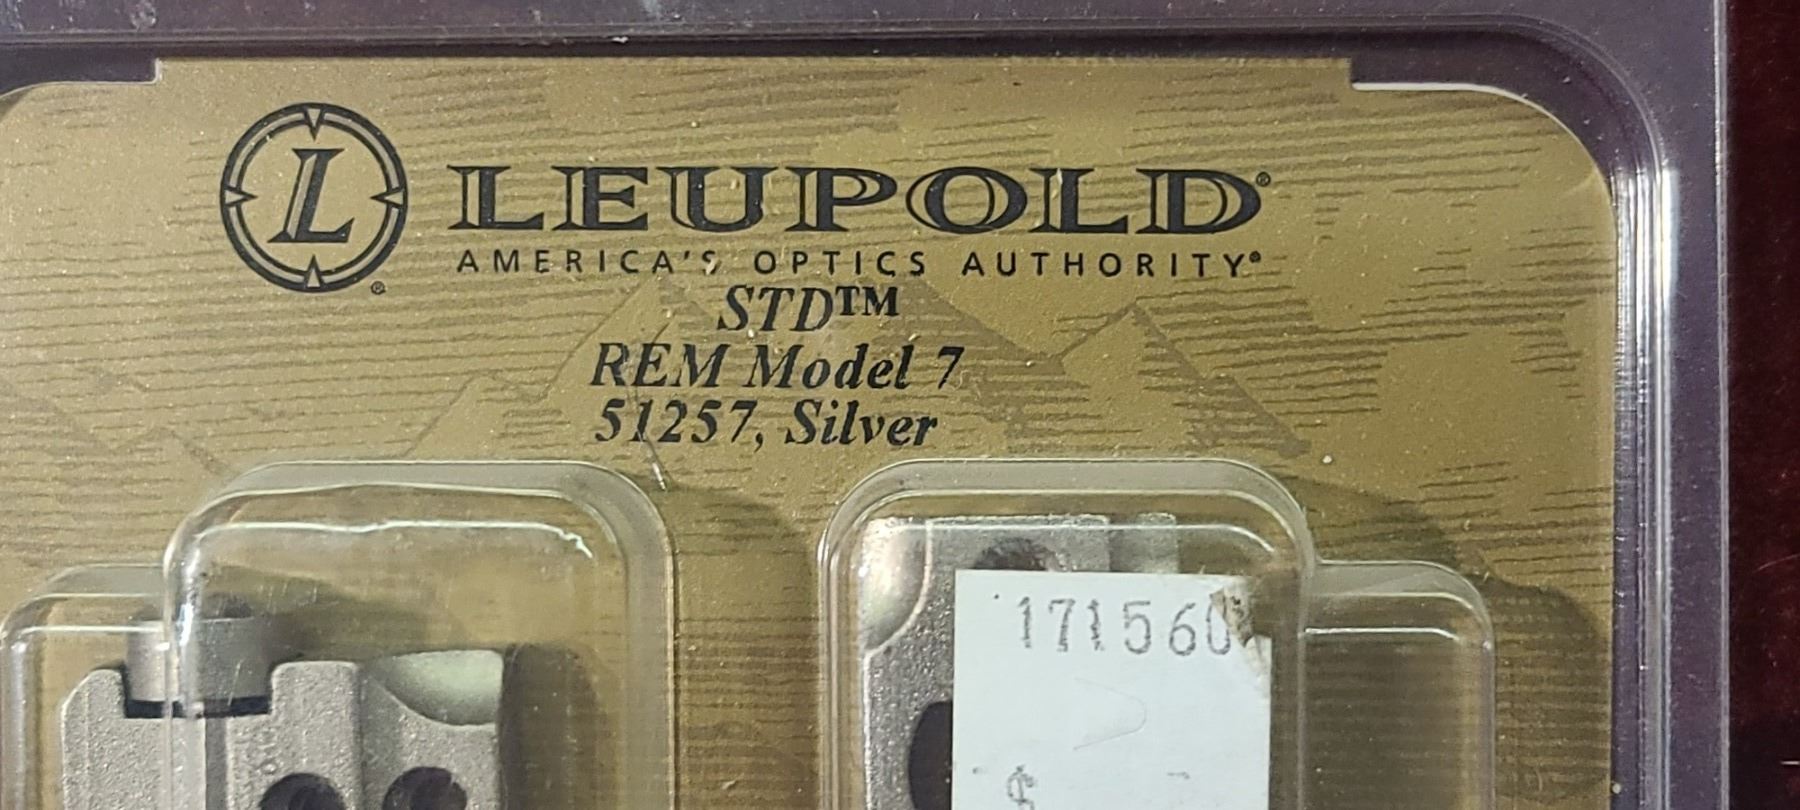 L
LEUPOLD®
AMERICA'S OPTICS AUTHORITY®
®
STD™
REM Model 7
51257, Silver
171560
$